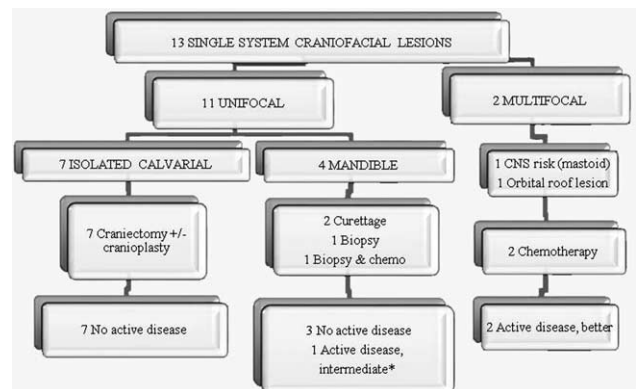 13 SINGLE SYSTEM CRANIOFACIAL LESIONS
11 UNIFOCAL
2 MULTIFOCAL
7 ISOLATED CALVARIAL
4 MANDIBLE
1 CNS risk (mastoid)
1 Orbital roof lesion
7 Craniectomy +/-
cranioplasty
2 Curettage
1 Biopsy
1 Biopsy & chemo
2 Chemotherapy
7 No active disease
3 No active disease
1 Active disease,
intermediate*
2 Active disease, better